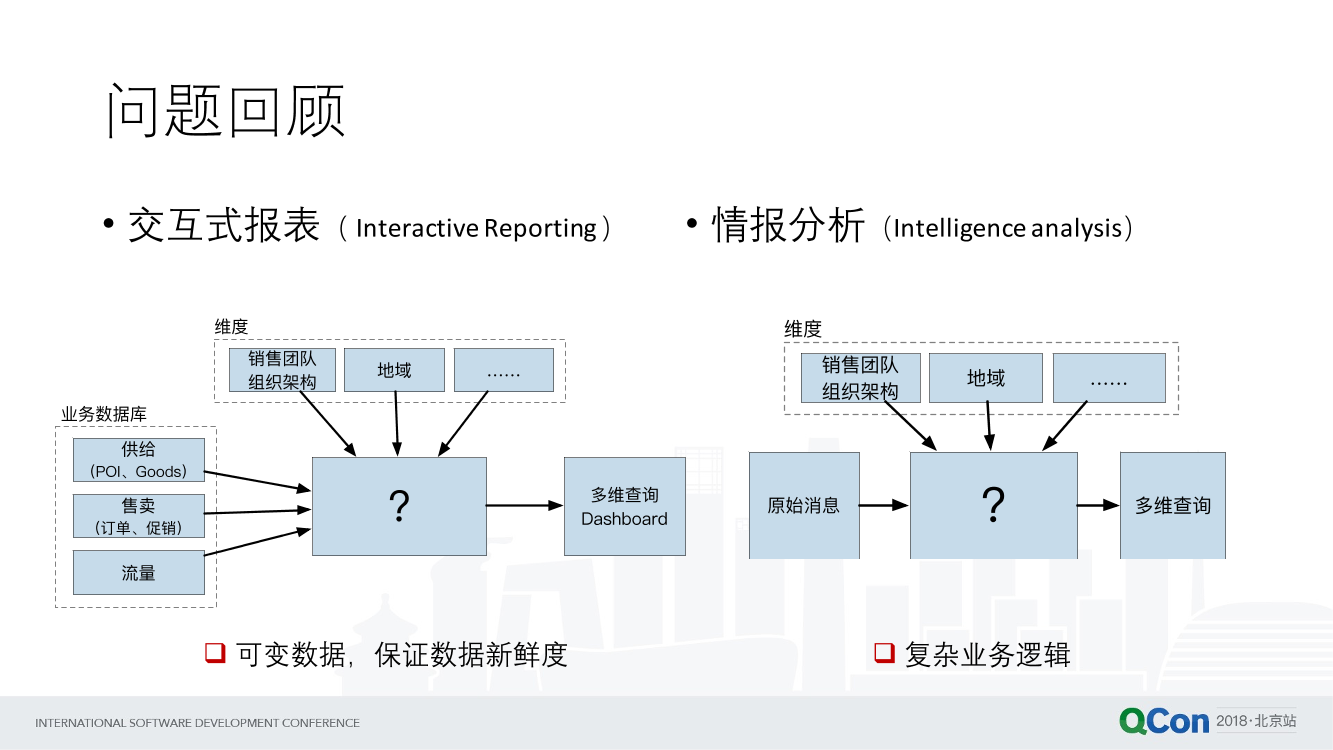 问题回顾
• 交互式报表（ Interactive Reporting ）
维度
销售团队
组织架构
地域
……
业务数据库
供给
（POI、Goods）
售卖
（订单、促销）
流量
?
多维查询
Dashboard
可变数据，保证数据新鲜度
• 情报分析（Intelligence analysis）
维度
销售团队
组织架构
地域
……
原始消息
?
多维查询
复杂业务逻辑
INTERNATIONAL SOFTWARE DEVELOPMENT CONFERENCE
QCon 2018·北京站